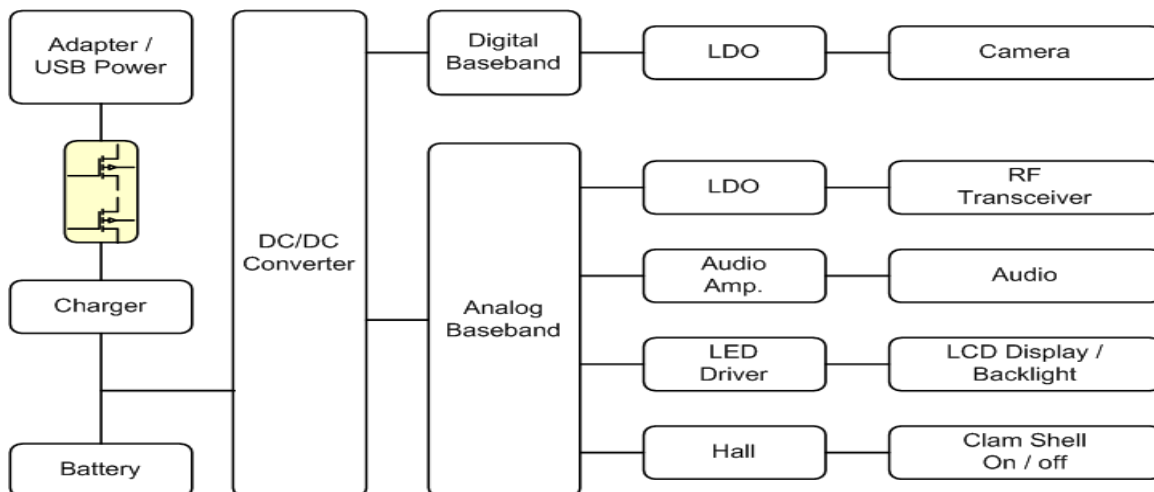 Adapter /
USB Power
Charger
Battery
DC/DC
Converter
Digital
Baseband
LDO
Camera
Analog
Baseband
LDO
RF
Transceiver
Audio
Amp.
Audio
LED
Driver
LCD Display /
Backlight
Hall
Clam Shell
On / off